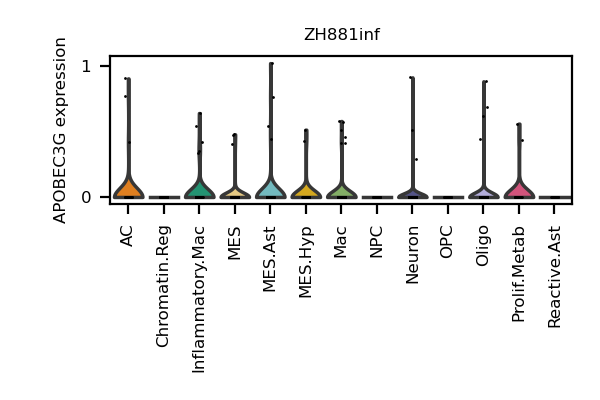 ZH881inf
APOBEC3G expression
1
0
AC
Chromatin.Reg
Inflammatory.Mac
MES
MES.Ast
MES.Hyp
Mac
NPC
Neuron
OPC
Oligo
Prolif.Metab
Reactive.Ast